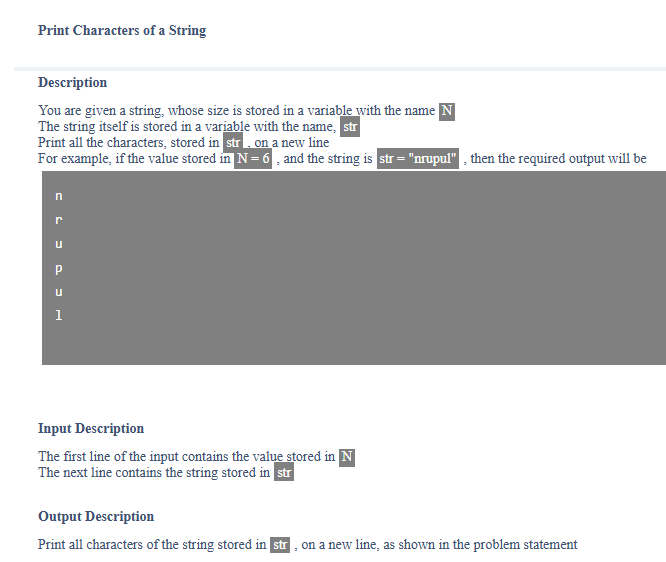 Print Characters of a String
Description
You are given a string, whose size is stored in a variable with the name N
The string itself is stored in a variable with the name, str
Print all the characters, stored in str , on a new line
For example, if the value stored in N = 6 , and the string is str = "nrupul" , then the required output will be
n
r
u
p
u
l
Input Description
The first line of the input contains the value stored in N
The next line contains the string stored in str
Output Description
Print all characters of the string stored in str , on a new line, as shown in the problem statement